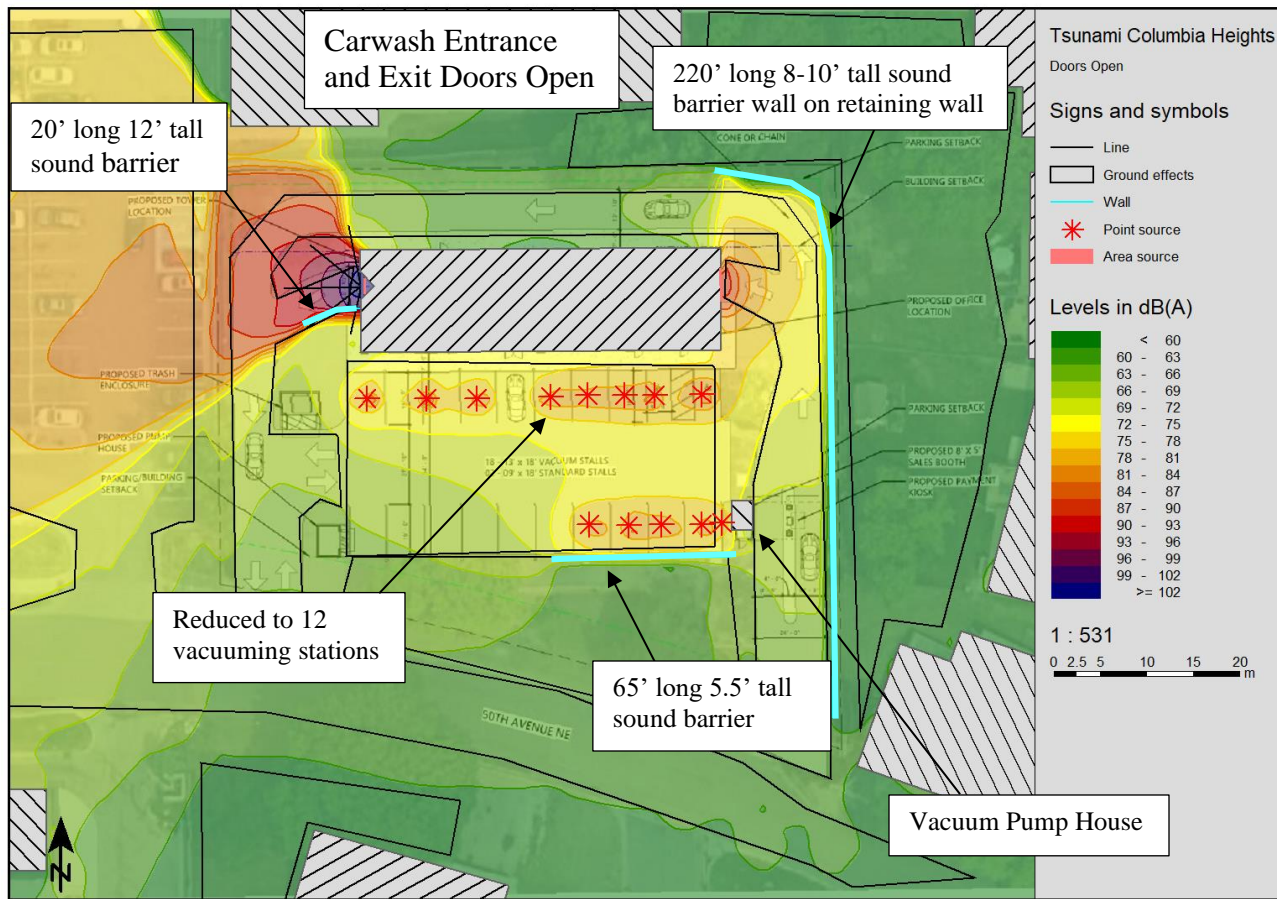 Carwash Entrance
and Exit Doors Open
20’ long 12’ tall
sound barrier
220’ long 8-10’ tall sound
barrier wall on retaining wall
CONE OR CHAIN
PARKING SETBACK
BUILDING SETBACK
PROPOSED TOWER
LOCATION
PROPOSED OFFICE
LOCATION
PROPOSED TRASH
ENCLOSURE
PROPOSED PUMP
HOUSE
PARKING/BUILDING
SETBACK
18 - 13' x 18' VACUUM STALLS
PARKING SETBACK
PROPOSED 8' X 5'
SALES BOOTH
PROPOSED PAYMENT
KIOSK
Reduced to 12
vacuuming stations
65’ long 5.5’ tall
sound barrier
50TH AVENUE NE
Vacuum Pump House
N
Tsunami Columbia Heights
Doors Open
Signs and symbols
Line
Ground effects
Wall
Point source
Area source
Levels in dB(A)
< 60
60 - 63
63 - 66
66 - 69
69 - 72
72 - 75
75 - 78
78 - 81
81 - 84
84 - 87
87 - 90
90 - 93
93 - 96
96 - 99
99 - 102
>= 102
1 : 531
0 2.5 5 10 15 20
m